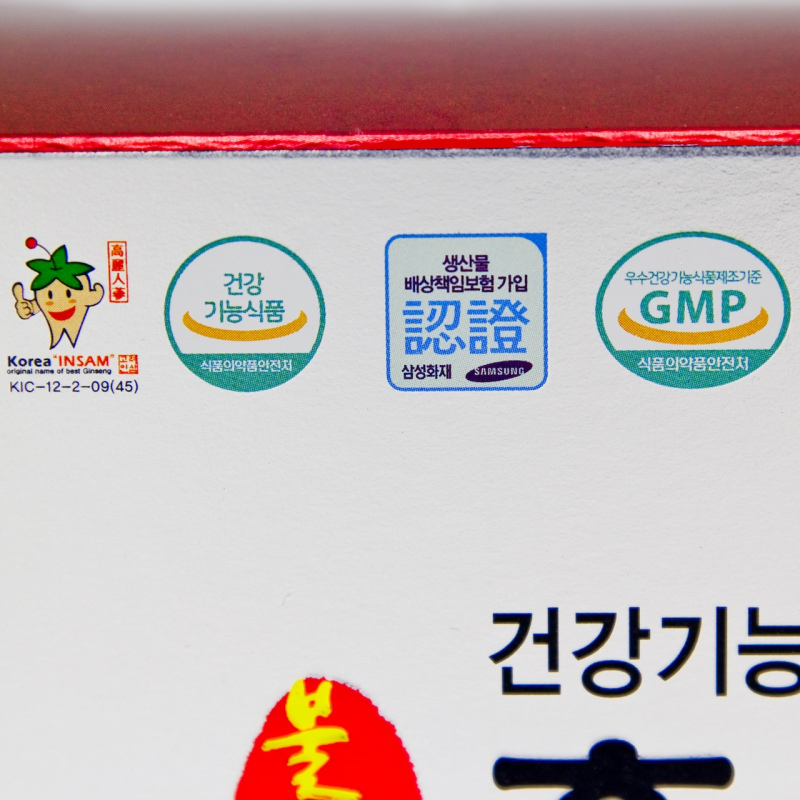 高麗人蔘
Korea "INSAM"
original name of best Ginseng
KIC-12-2-09(45)
건강
기능식품
식품의약품안전처
생산물
배상책임보험 가입
認證
삼성화재 SAMSUNG
우수건강기능식품제조기준
GMP
식품의약품안전처
건강기능
불